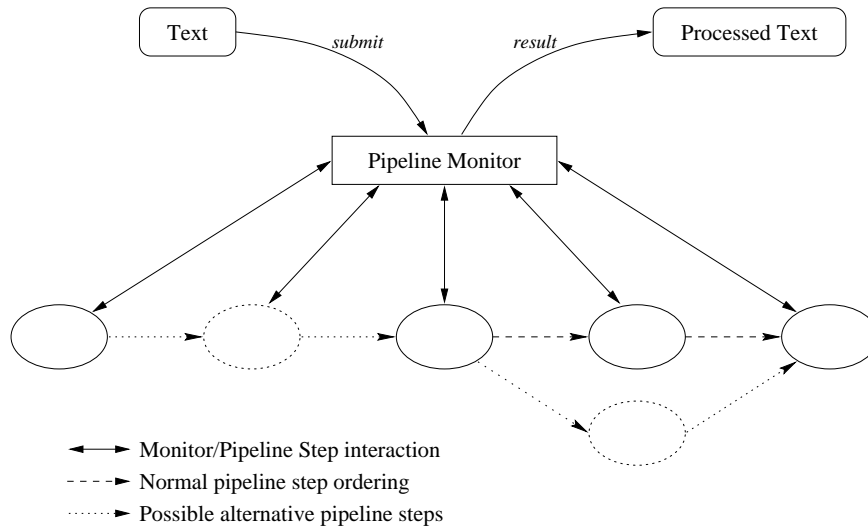 Text
submit
result
Processed Text
Pipeline Monitor
Monitor/Pipeline Step interaction
Normal pipeline step ordering
Possible alternative pipeline steps